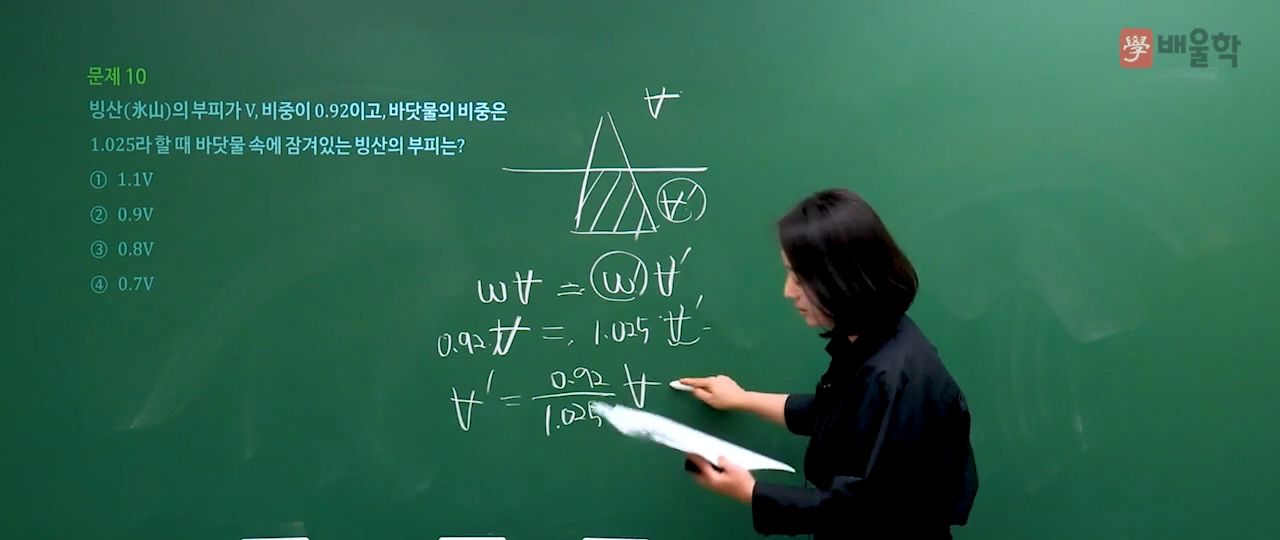 學 배울학
문제 10
빙산(氷山)의 부피가 V, 비중이 0.92이고, 바닷물의 비중은
1.025라 할 때 바닷물 속에 잠겨있는 빙산의 부피는?
① 1.1V
② 0.9V
③ 0.8V
④ 0.7V
V
V'
wV = w'V'
0.92V = 1.025V'
V' = 0.92/1.025 V